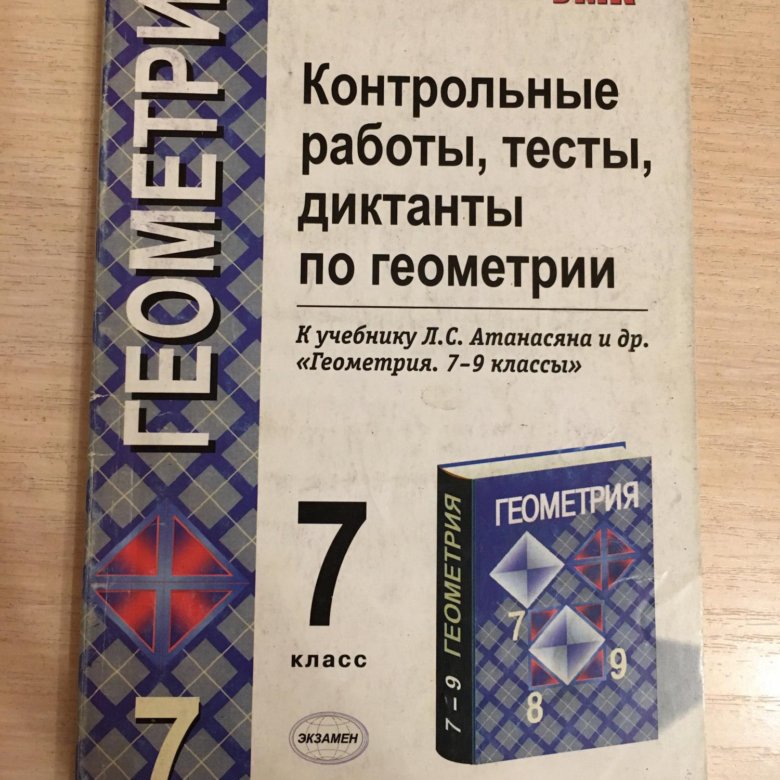 Контрольные
работы, тесты,
диктанты
по геометрии
К учебнику Л.С. Атанасяна и др.
«Геометрия. 7–9 классы»
7
класс
ЭКЗАМЕН
ГЕОМЕТРИ
7
ГЕОМЕТРИЯ
7
8
9
7 – 9 ГЕОМЕТРИЯ